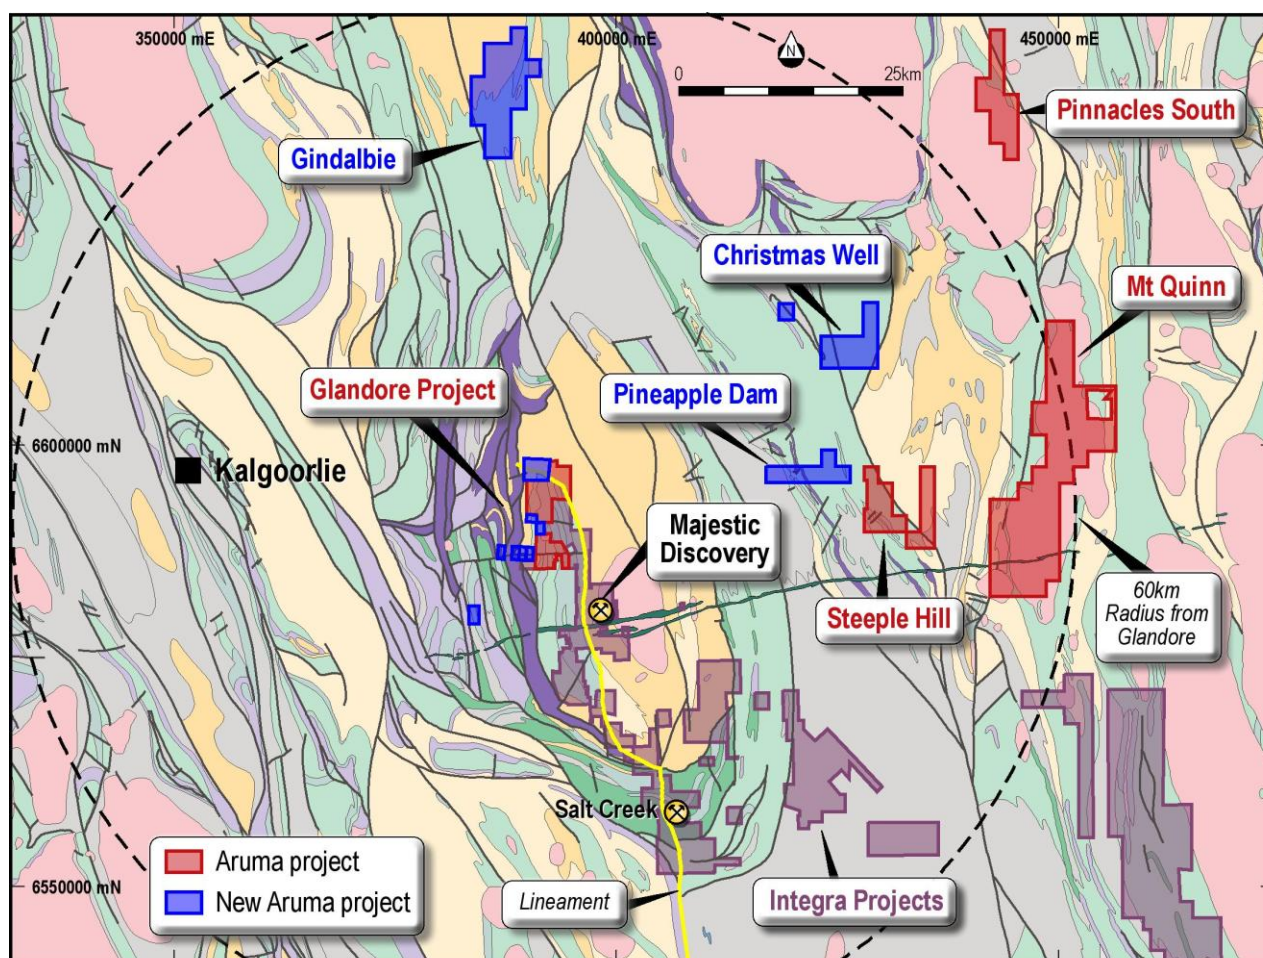 350000 mE
400000 mE
450000 mE
N
0
25km
Pinnacles South
Gindalbie
Christmas Well
Mt Quinn
Glandore Project
Pineapple Dam
6600000 mN
Kalgoorlie
Majestic
Discovery
Steeple Hill
60km
Radius from
Glandore
Salt Creek
Aruma project
New Aruma project
6550000 mN
Lineament
Integra Projects